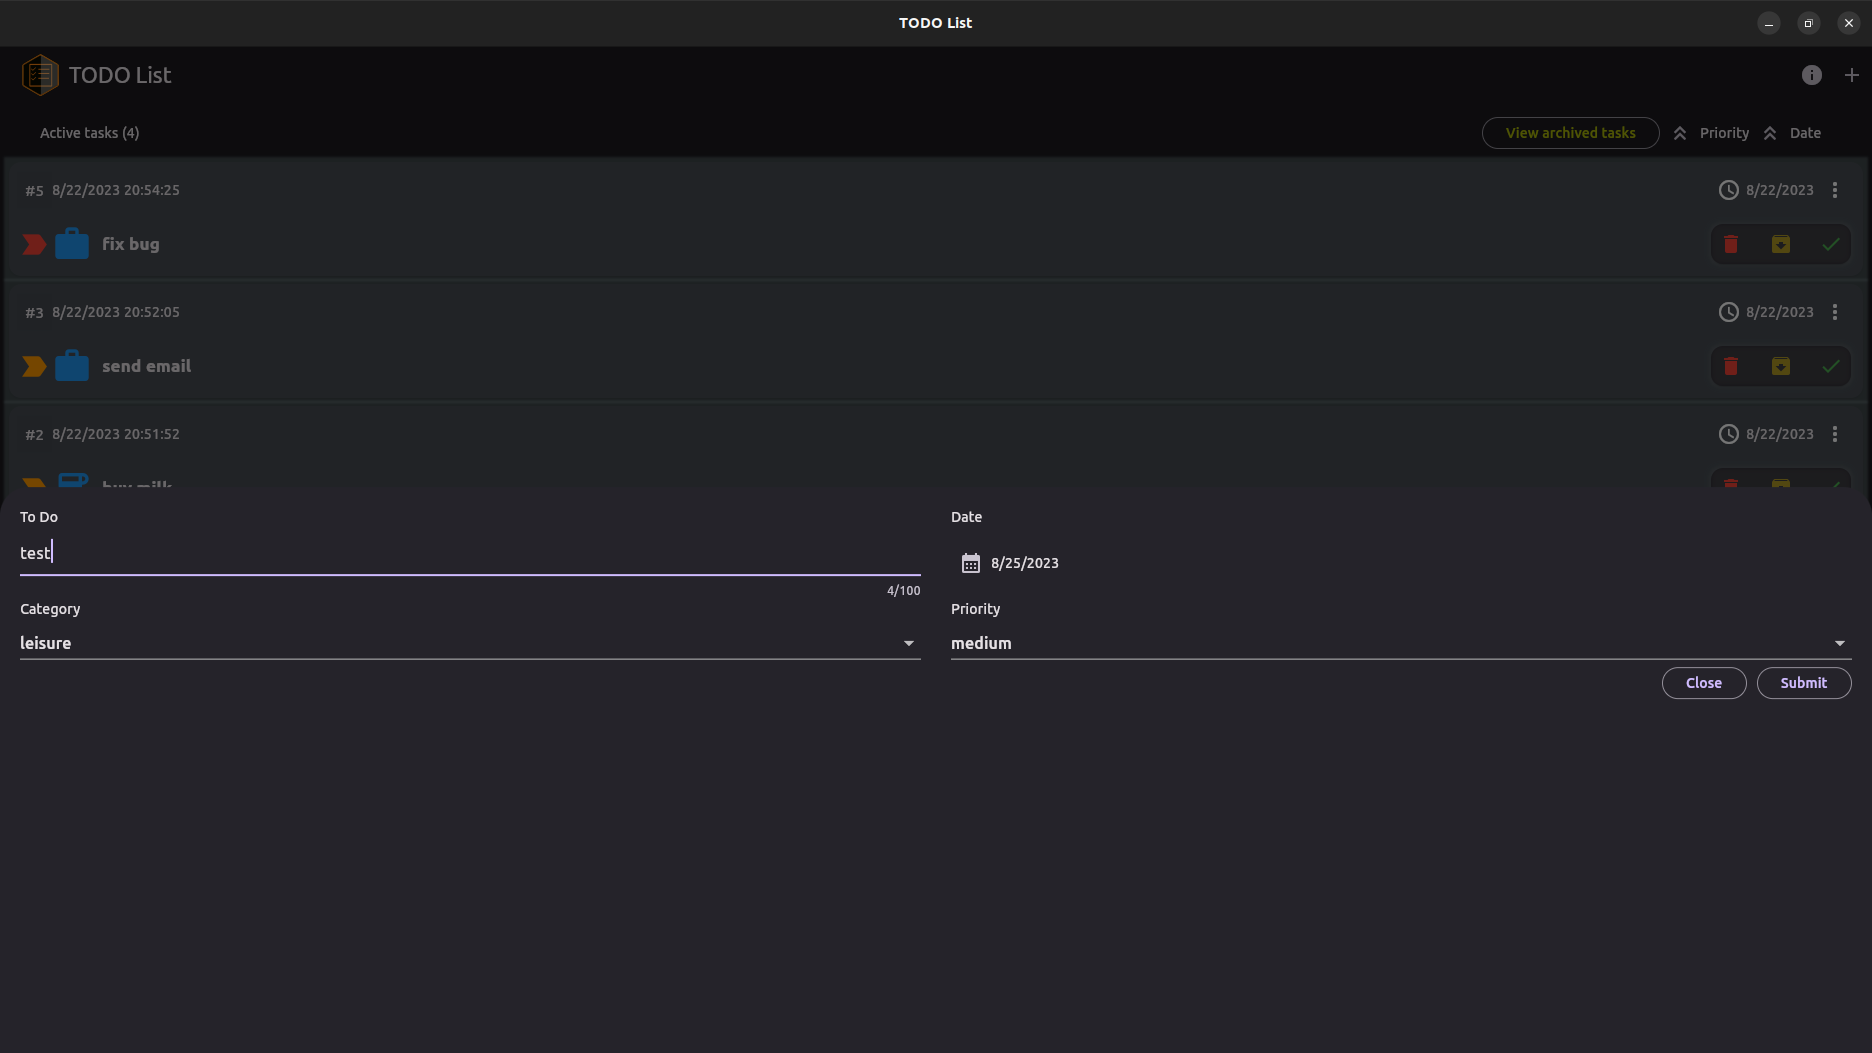 TODO List
TODO List
Active tasks (4)
View archived tasks
Priority
Date
#5 8/22/2023 20:54:25
8/22/2023
fix bug
#3 8/22/2023 20:52:05
8/22/2023
send email
#2 8/22/2023 20:51:52
8/22/2023
buy milk
To Do
Date
test
8/25/2023
4/100
Category
Priority
leisure
medium
Close
Submit